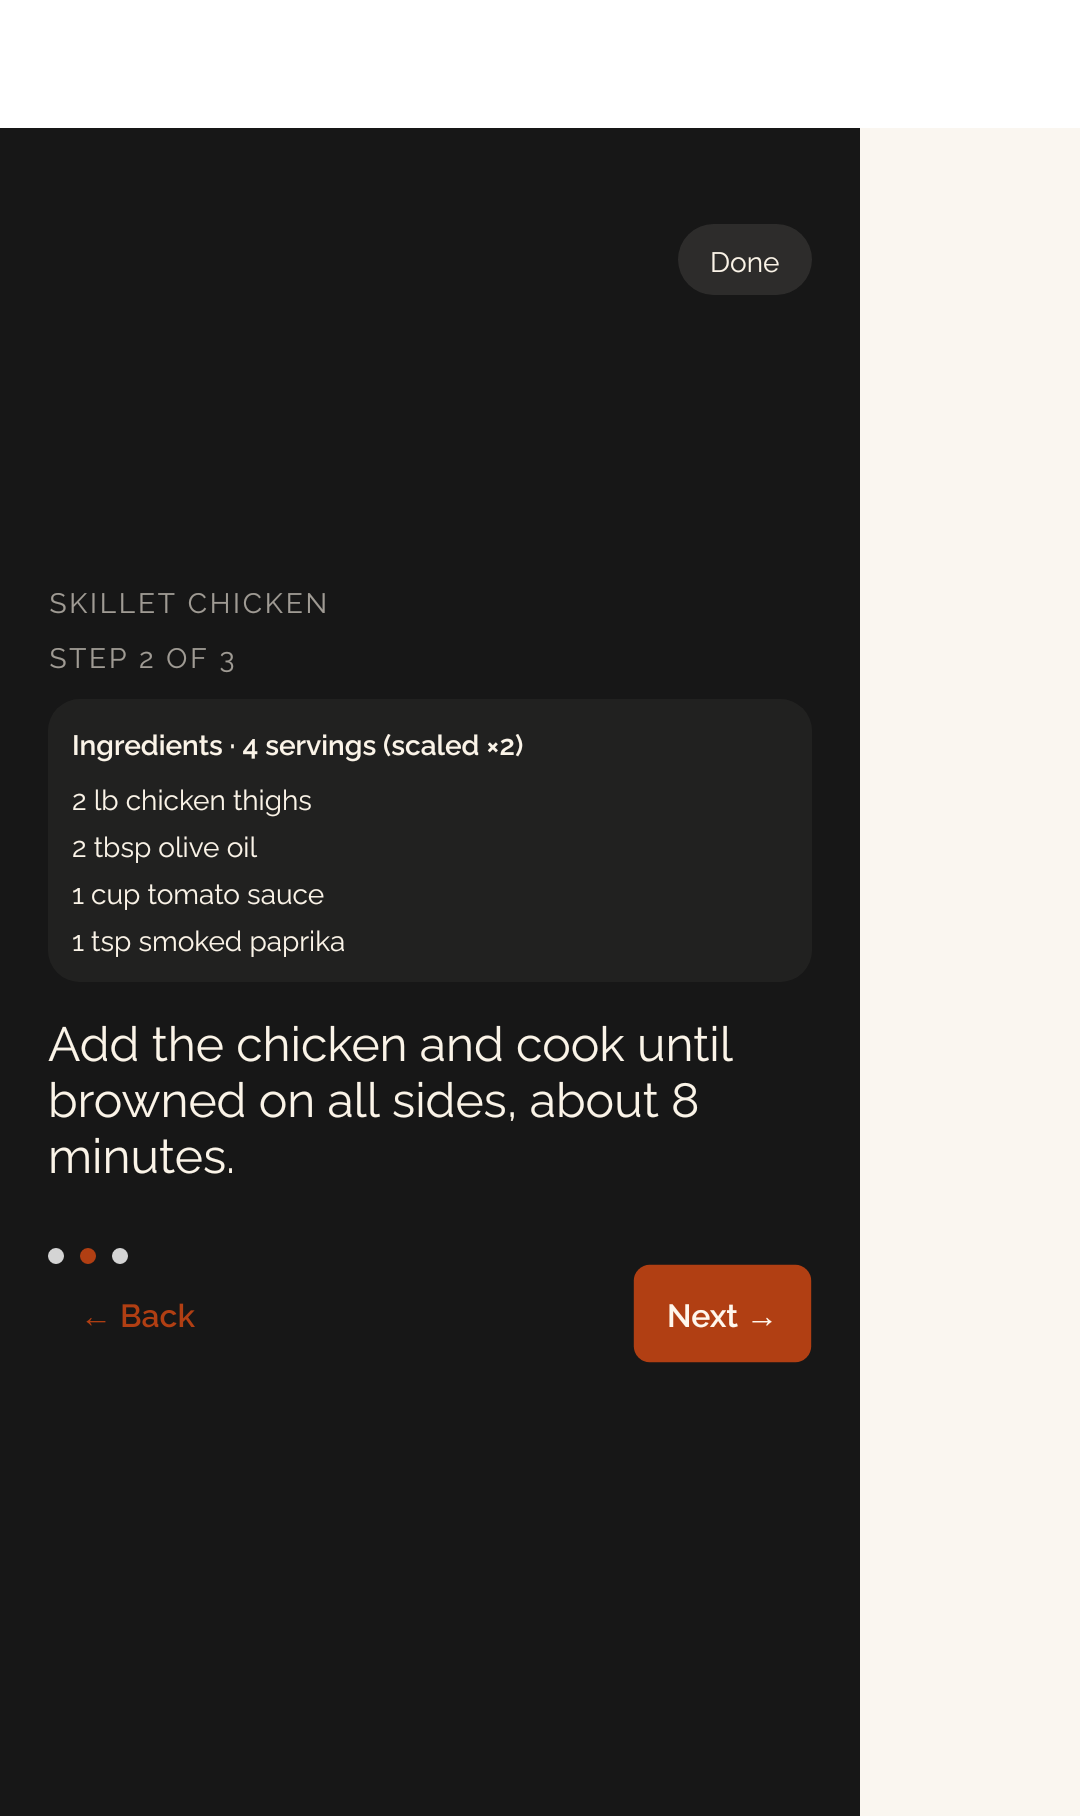 Done
SKILLET CHICKEN
STEP 2 OF 3
Ingredients · 4 servings (scaled ×2)
2 lb chicken thighs
2 tbsp olive oil
1 cup tomato sauce
1 tsp smoked paprika
Add the chicken and cook until
browned on all sides, about 8
minutes.
← Back
Next →